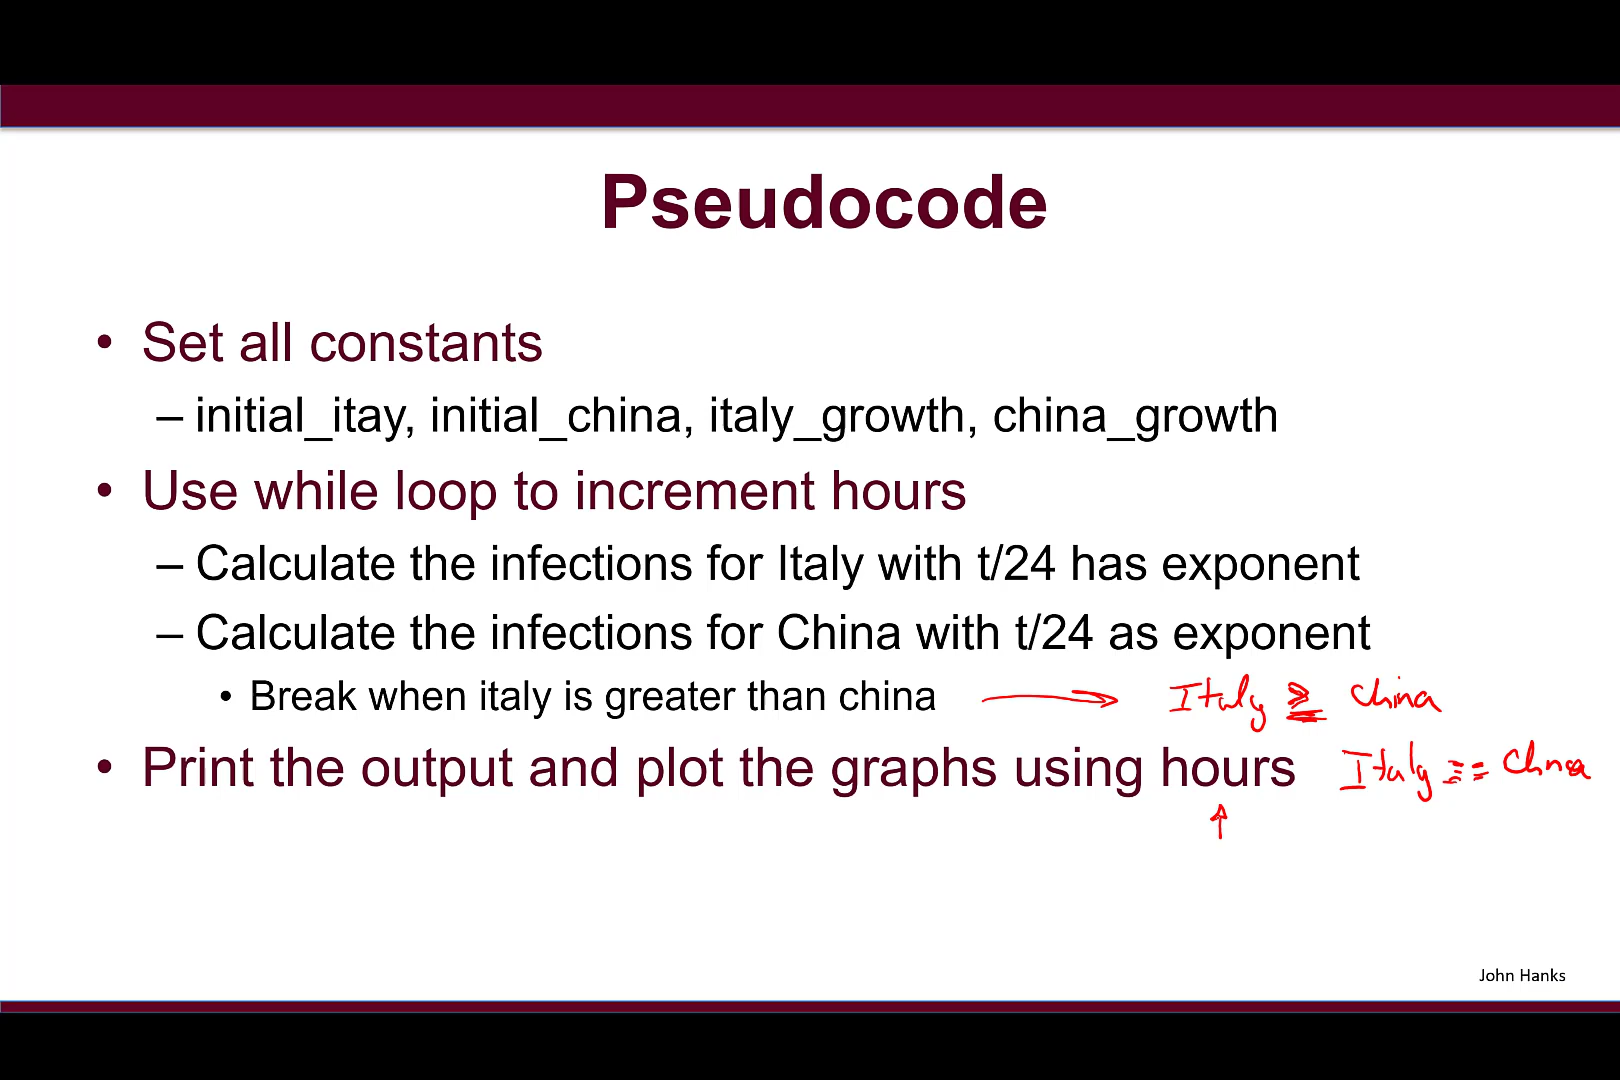 Pseudocode
• Set all constants
– initial_itay, initial_china, italy_growth, china_growth
• Use while loop to increment hours
– Calculate the infections for Italy with t/24 has exponent
– Calculate the infections for China with t/24 as exponent
• Break when italy is greater than china → Italy ≥ China
• Print the output and plot the graphs using hours Italy == China
↑
John Hanks